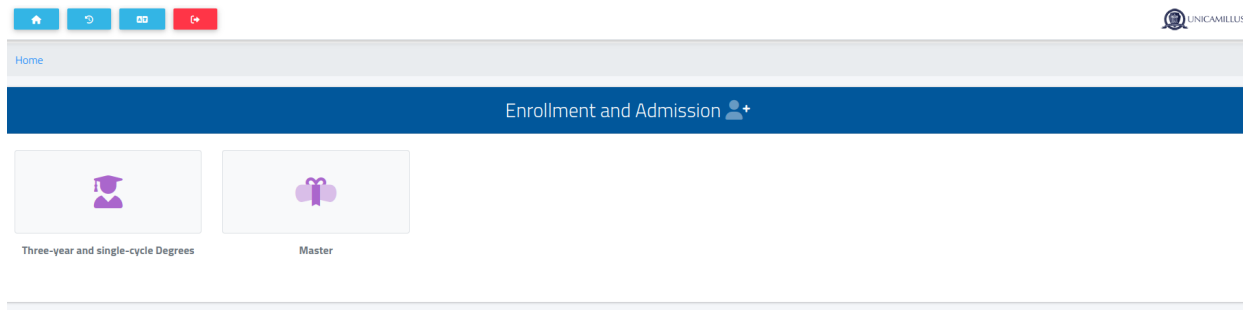 UNICAMILLUS
Home
Enrollment and Admission
Three-year and single-cycle Degrees
Master